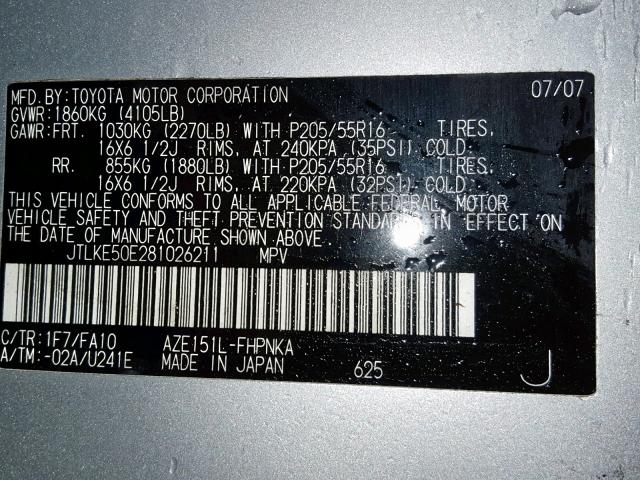 MFD.BY:TOYOTA MOTOR CORPORATION 07/07
GVWR:1860KG (4105LB)
GAWR:FRT. 1030KG (2270LB) WITH P205/55R16 TIRES,
16X6 1/2J RIMS, AT 240KPA (35PSI) COLD.
RR. 855KG (1880LB) WITH P205/55R16 TIRES,
16X6 1/2J RIMS, AT 220KPA (32PSI) COLD.
THIS VEHICLE CONFORMS TO ALL APPLICABLE FEDERAL MOTOR
VEHICLE SAFETY AND THEFT PREVENTION STANDARDS IN EFFECT ON
THE DATE OF MANUFACTURE SHOWN ABOVE.
JTLKE50E281026211 MPV
C/TR:1F7/FA10 AZE151L-FHPNKA
A/TM:-02A/U241E MADE IN JAPAN 625 J